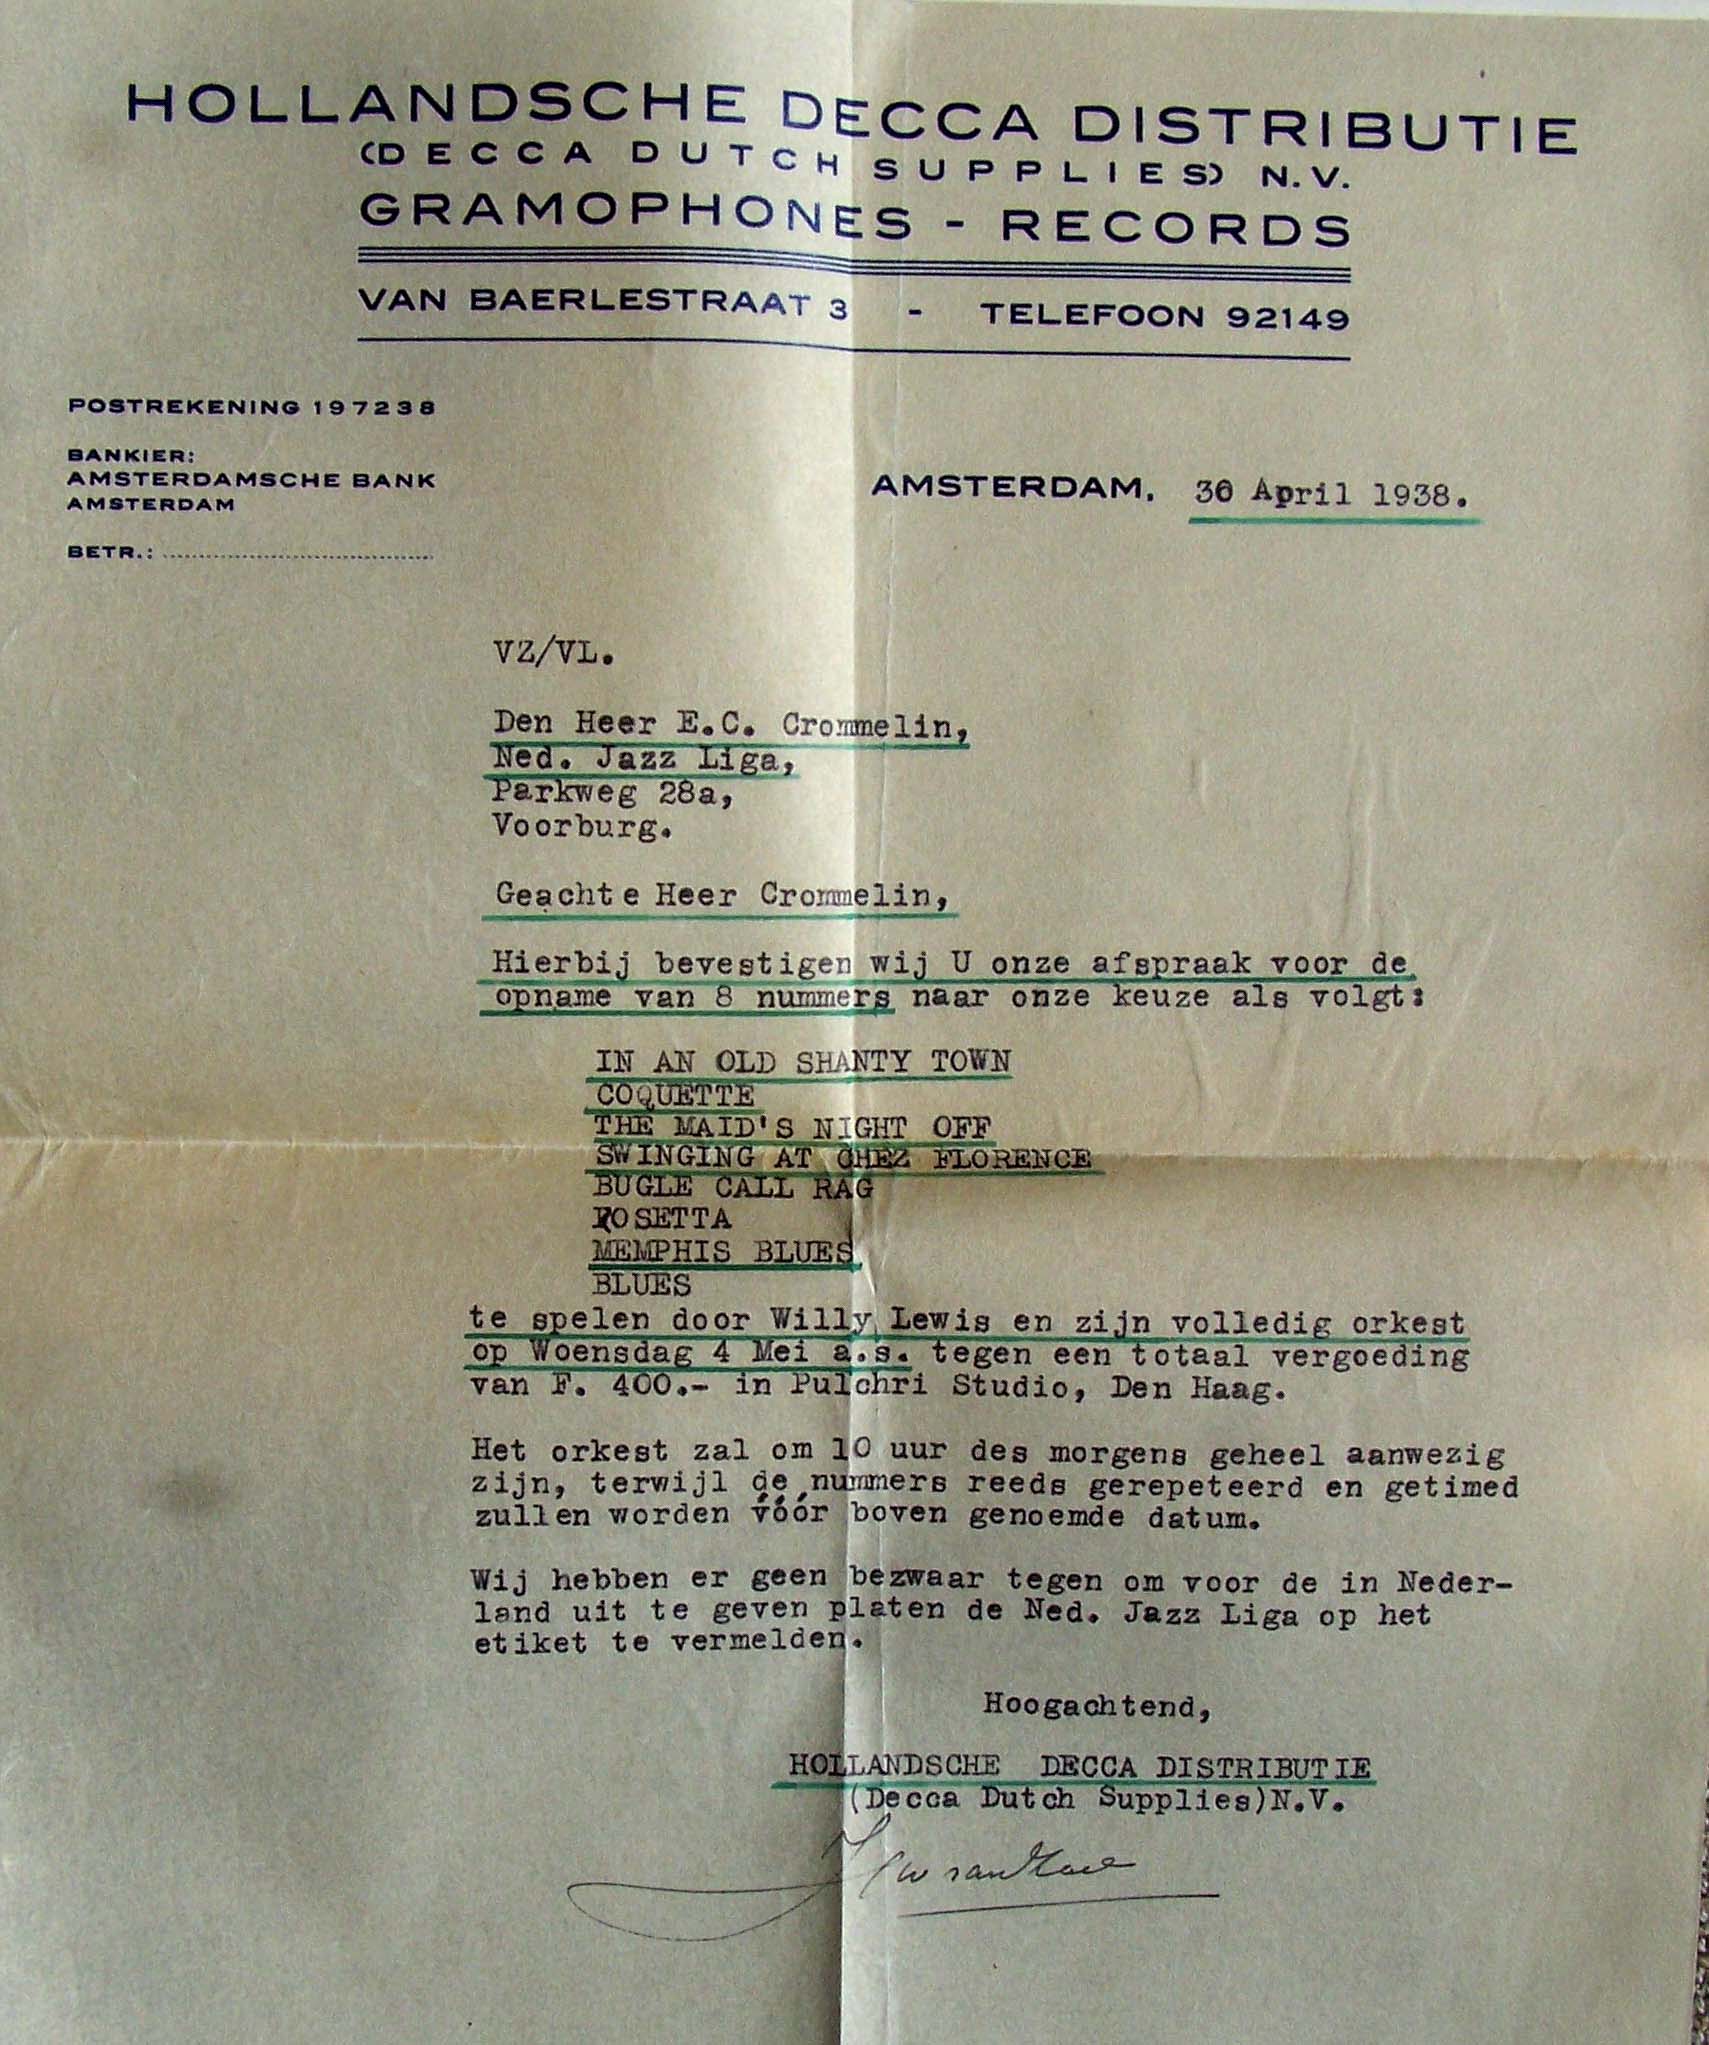 HOLLANDSCHE DECCA DISTRIBUTIE
(DECCA DUTCH SUPPLIES) N.V.
GRAMOPHONES - RECORDS
VAN BAERLESTRAAT 3 - TELEFOON 92149
POSTREKENING 197238
BANKIER:
AMSTERDAMSCHE BANK
AMSTERDAM
BETR.:
AMSTERDAM, 30 April 1938.
VZ/VL.
Den Heer E.C. Crommelin,
Ned. Jazz Liga,
Parkweg 28a,
Voorburg.
Geachte Heer Crommelin,
Hierbij bevestigen wij U onze afspraak voor de
opname van 8 nummers naar onze keuze als volgt:
IN AN OLD SHANTY TOWN
COQUETTE
THE MAID'S NIGHT OFF
SWINGING AT CHEZ FLORENCE
BUGLE CALL RAG
ROSETTA
MEMPHIS BLUES
BLUES
te spelen door Willy Lewis en zijn volledig orkest
op Woensdag 4 Mei a.s. tegen een totaal vergoeding
van F. 400.- in Pulchri Studio, Den Haag.
Het orkest zal om 10 uur des morgens geheel aanwezig
zijn, terwijl de nummers reeds gerepeteerd en getimed
zullen worden vóór boven genoemde datum.
Wij hebben er geen bezwaar tegen om voor de in Neder-
land uit te geven platen de Ned. Jazz Liga op het
etiket te vermelden.
Hoogachtend,
HOLLANDSCHE DECCA DISTRIBUTIE
(Decca Dutch Supplies)N.V.